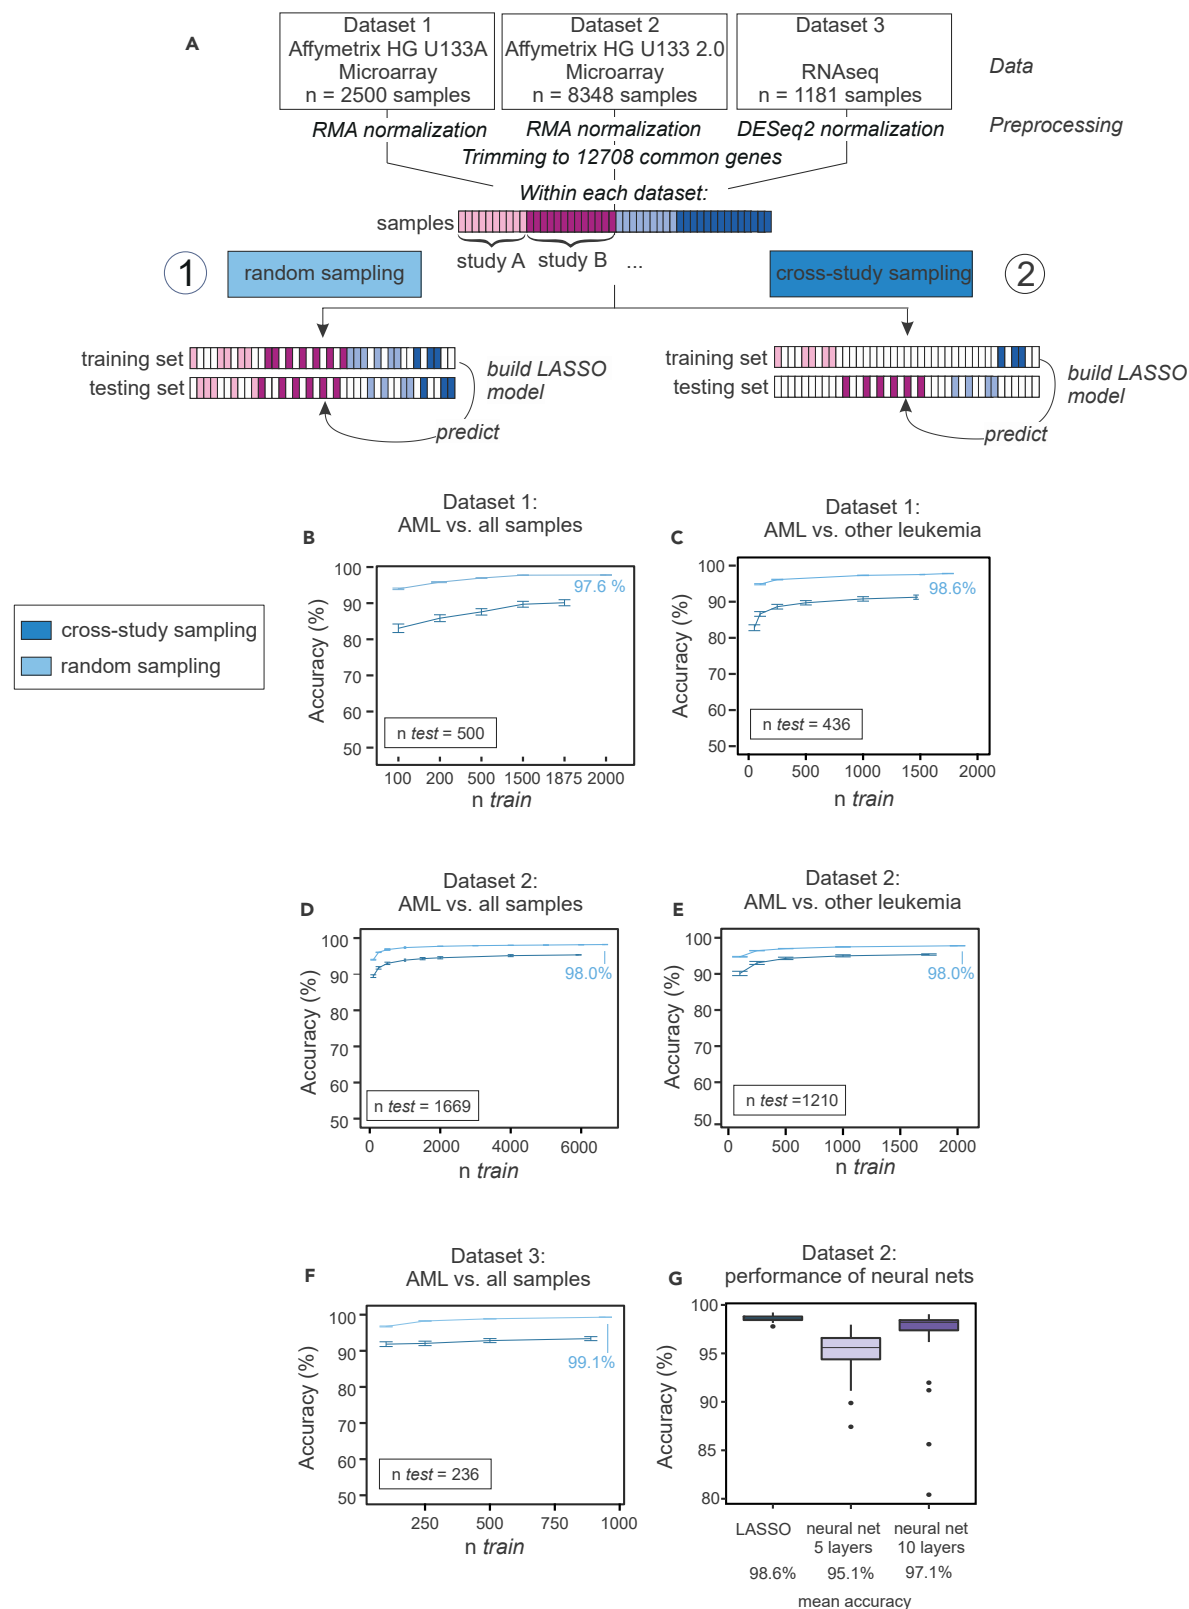 A
Dataset 1
Affymetrix HG U133A
Microarray
n = 2500 samples
Dataset 2
Affymetrix HG U133 2.0
Microarray
n = 8348 samples
Dataset 3
RNAseq
n = 1181 samples
Data
RMA normalization
RMA normalization
DESeq2 normalization
Preprocessing
Trimming to 12708 common genes
Within each dataset:
samples
study A
study B
...
1
random sampling
cross-study sampling
2
training set
testing set
build LASSO
model
predict
training set
testing set
build LASSO
model
predict
cross-study sampling
random sampling
B
Dataset 1:
AML vs. all samples
Accuracy (%)
100
90
80
70
60
50
97.6 %
n test = 500
100 200 500 1500 1875 2000
n train
C
Dataset 1:
AML vs. other leukemia
Accuracy (%)
100
90
80
70
60
50
98.6%
n test = 436
0 500 1000 1500 2000
n train
D
Dataset 2:
AML vs. all samples
Accuracy (%)
100
90
80
70
60
50
98.0%
n test = 1669
0 2000 4000 6000
n train
E
Dataset 2:
AML vs. other leukemia
Accuracy (%)
100
90
80
70
60
50
98.0%
n test =1210
0 500 1000 1500 2000
n train
F
Dataset 3:
AML vs. all samples
Accuracy (%)
100
90
80
70
60
50
99.1%
n test = 236
250 500 750 1000
n train
G
Dataset 2:
performance of neural nets
Accuracy (%)
100
95
90
85
80
LASSO
neural net
5 layers
neural net
10 layers
98.6% 95.1% 97.1%
mean accuracy